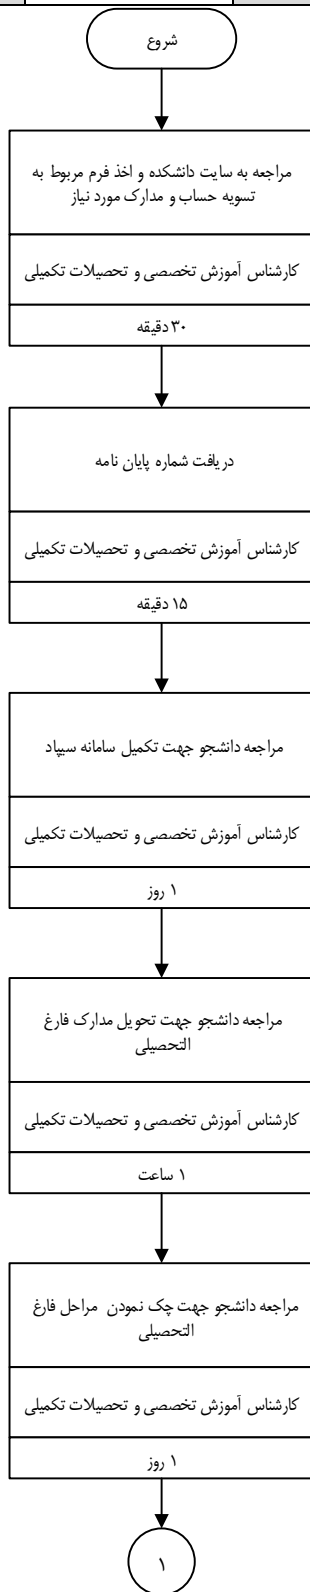 شروع
مراجعه به سایت دانشکده و اخذ فرم مربوط به
تسویه حساب و مدارک مورد نیاز
کارشناس آموزش تخصصی و تحصیلات تکمیلی
۳۰ دقیقه
دریافت شماره پایان نامه
کارشناس آموزش تخصصی و تحصیلات تکمیلی
۱۵ دقیقه
مراجعه دانشجو جهت تکمیل سامانه سیپاد
کارشناس آموزش تخصصی و تحصیلات تکمیلی
۱ روز
مراجعه دانشجو جهت تحویل مدارک فارغ
التحصیلی
کارشناس آموزش تخصصی و تحصیلات تکمیلی
۱ ساعت
مراجعه دانشجو جهت چک نمودن مراحل فارغ
التحصیلی
کارشناس آموزش تخصصی و تحصیلات تکمیلی
۱ روز
۱